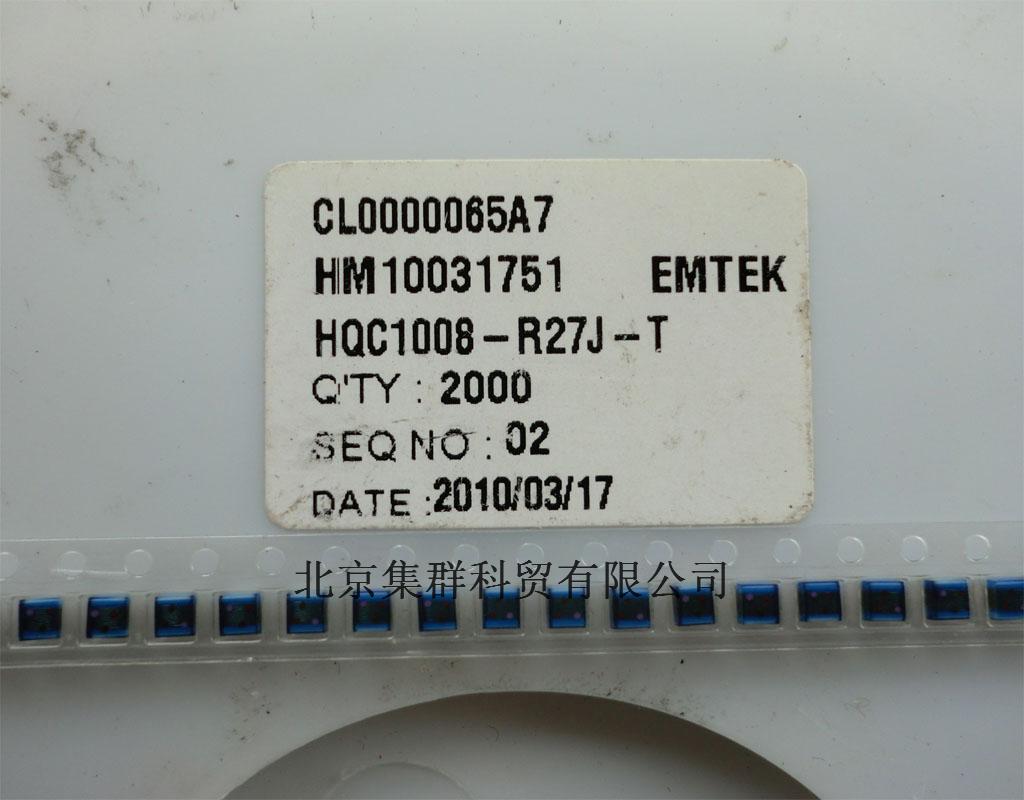 CL0000065A7
HM10031751 EMTEK
HQC1008-R27J-T
Q'TY : 2000
SEQ NO : 02
DATE : 2010/03/17
北京集群科贸有限公司